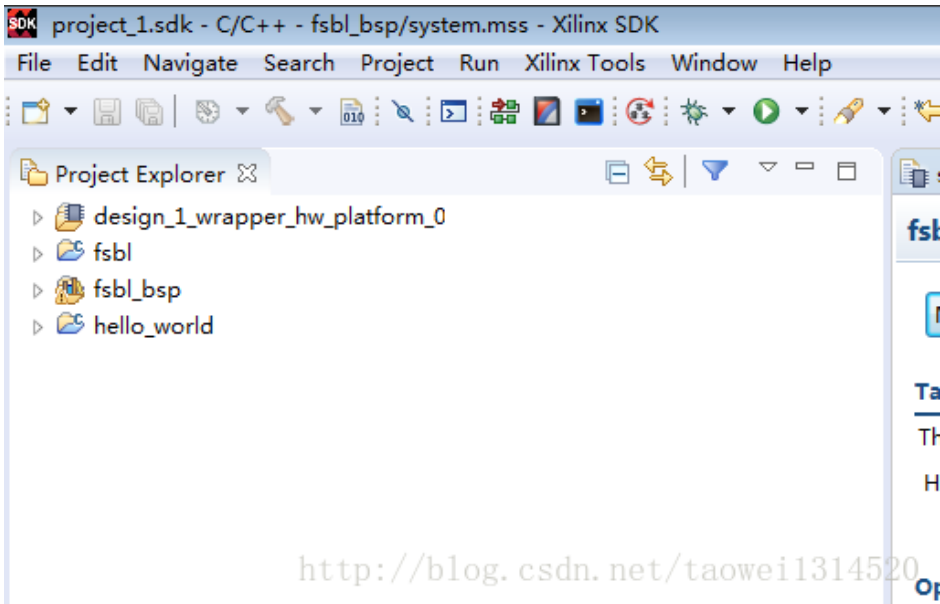 SDK project_1.sdk - C/C++ - fsbl_bsp/system.mss - Xilinx SDK
File Edit Navigate Search Project Run Xilinx Tools Window Help
010
Project Explorer
design_1_wrapper_hw_platform_0
fsbl
fsbl_bsp
hello_world
http://blog.csdn.net/taowei1314520